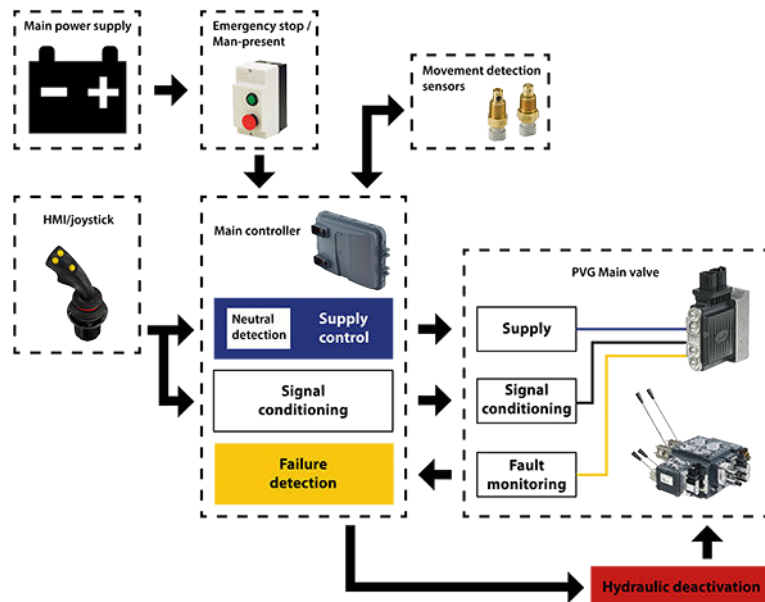 Main power supply
Emergency stop /
Man-present
Movement detection
sensors
HMI/joystick
Main controller
Neutral
detection
Supply
control
Signal
conditioning
Failure
detection
PVG Main valve
Supply
Signal
conditioning
Fault
monitoring
Hydraulic deactivation